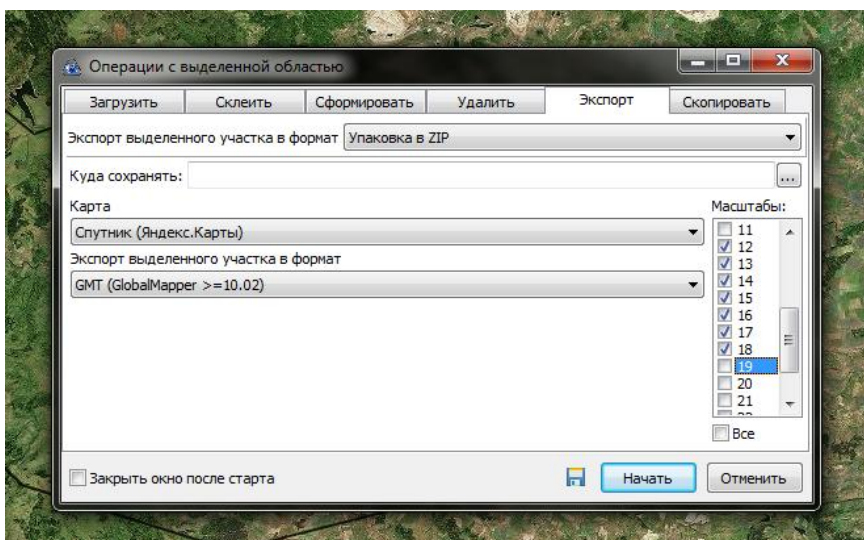 Операции с выделенной областью
Загрузить Склеить Сформировать Удалить Экспорт Скопировать
Экспорт выделенного участка в формат Упаковка в ZIP
Куда сохранять: ...
Карта Масштабы:
Спутник (Яндекс.Карты)
Экспорт выделенного участка в формат
GMT (GlobalMapper >=10.02)
11
12
13
14
15
16
17
18
19
20
21
Все
Закрыть окно после старта Начать Отменить